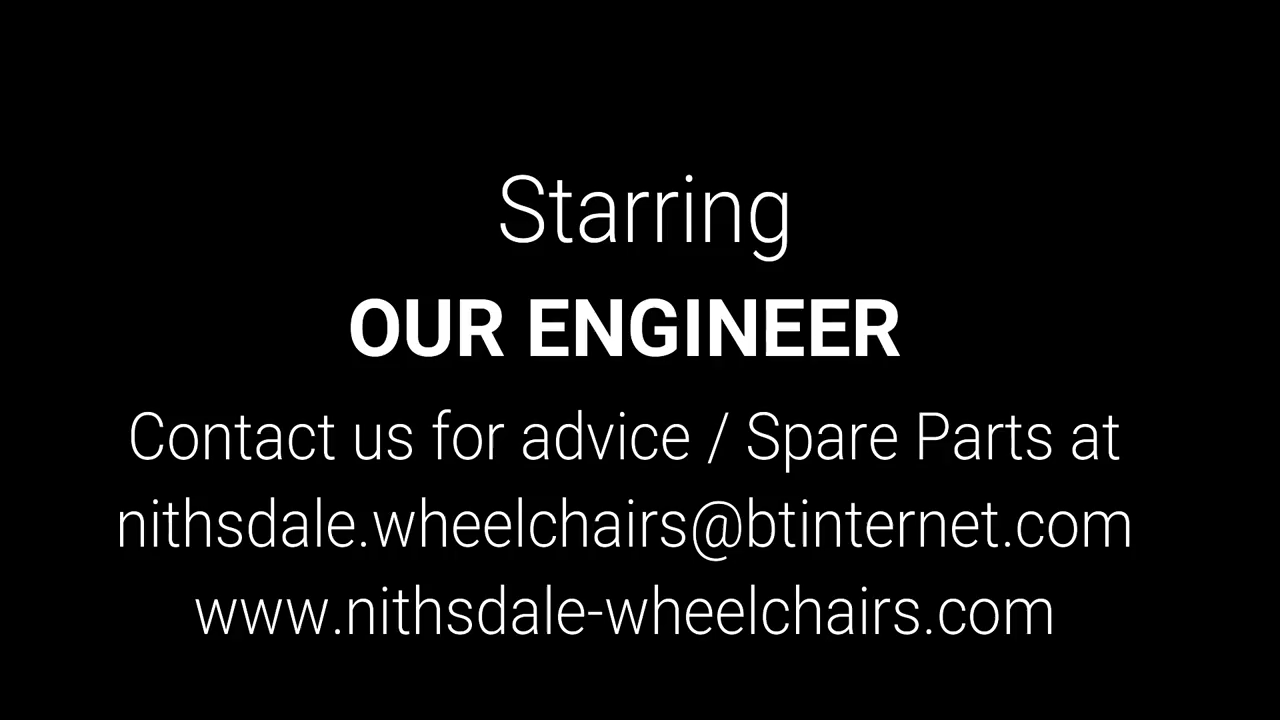 Starring
OUR ENGINEER
Contact us for advice / Spare Parts at
nithsdale.wheelchairs@btinternet.com
www.nithsdale-wheelchairs.com